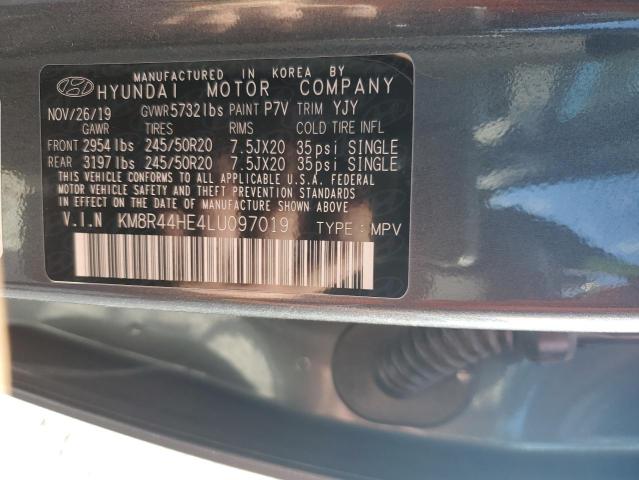 MANUFACTURED IN KOREA BY
HYUNDAI MOTOR COMPANY
NOV/26/19 GVWR 5732lbs PAINT P7V TRIM YJY
GAWR TIRES RIMS COLD TIRE INFL
FRONT 2954lbs 245/50R20 7.5JX20 35psi SINGLE
REAR 3197lbs 245/50R20 7.5JX20 35psi SINGLE
THIS VEHICLE CONFORMS TO ALL APPLICABLE U.S.A. FEDERAL
MOTOR VEHICLE SAFETY AND THEFT PREVENTION STANDARDS
IN EFFECT ON THE DATE OF MANUFACTURE SHOWN ABOVE.
V.I.N KM8R44HE4LU097019 TYPE:MPV